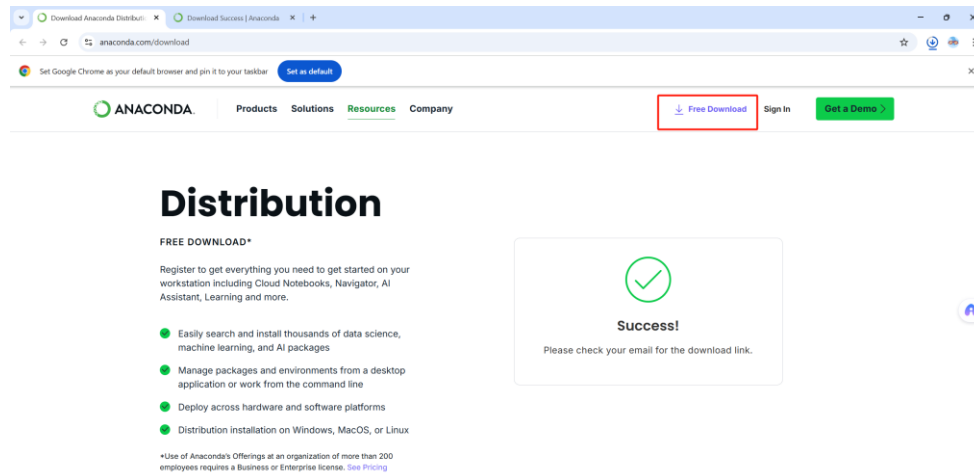 Download Anaconda Distributi
Download Success | Anaconda
anaconda.com/download
Set Google Chrome as your default browser and pin it to your taskbar
Set as default
ANACONDA.
Products Solutions Resources Company
Free Download
Sign In
Get a Demo
Distribution
FREE DOWNLOAD*
Register to get everything you need to get started on your
workstation including Cloud Notebooks, Navigator, AI
Assistant, Learning and more.
Easily search and install thousands of data science,
machine learning, and AI packages
Manage packages and environments from a desktop
application or work from the command line
Deploy across hardware and software platforms
Distribution installation on Windows, MacOS, or Linux
*Use of Anaconda's Offerings at an organization of more than 200
employees requires a Business or Enterprise license. See Pricing
Success!
Please check your email for the download link.